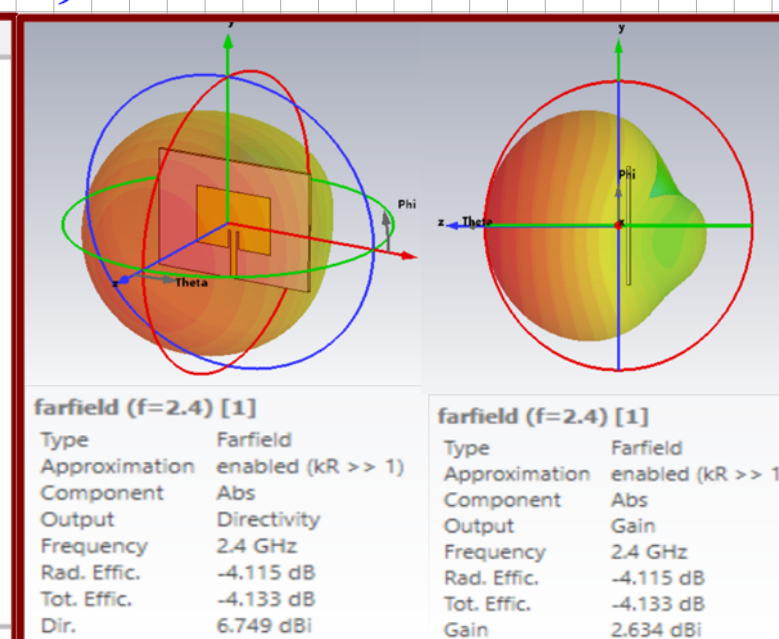 y
Phi
z
Theta
farfield (f=2.4) [1]
Type Farfield
Approximation enabled (kR >> 1)
Component Abs
Output Directivity
Frequency 2.4 GHz
Rad. Effic. -4.115 dB
Tot. Effic. -4.133 dB
Dir. 6.749 dBi
y
Phi
z Theta x
farfield (f=2.4) [1]
Type Farfield
Approximation enabled (kR >> 1
Component Abs
Output Gain
Frequency 2.4 GHz
Rad. Effic. -4.115 dB
Tot. Effic. -4.133 dB
Gain 2.634 dBi